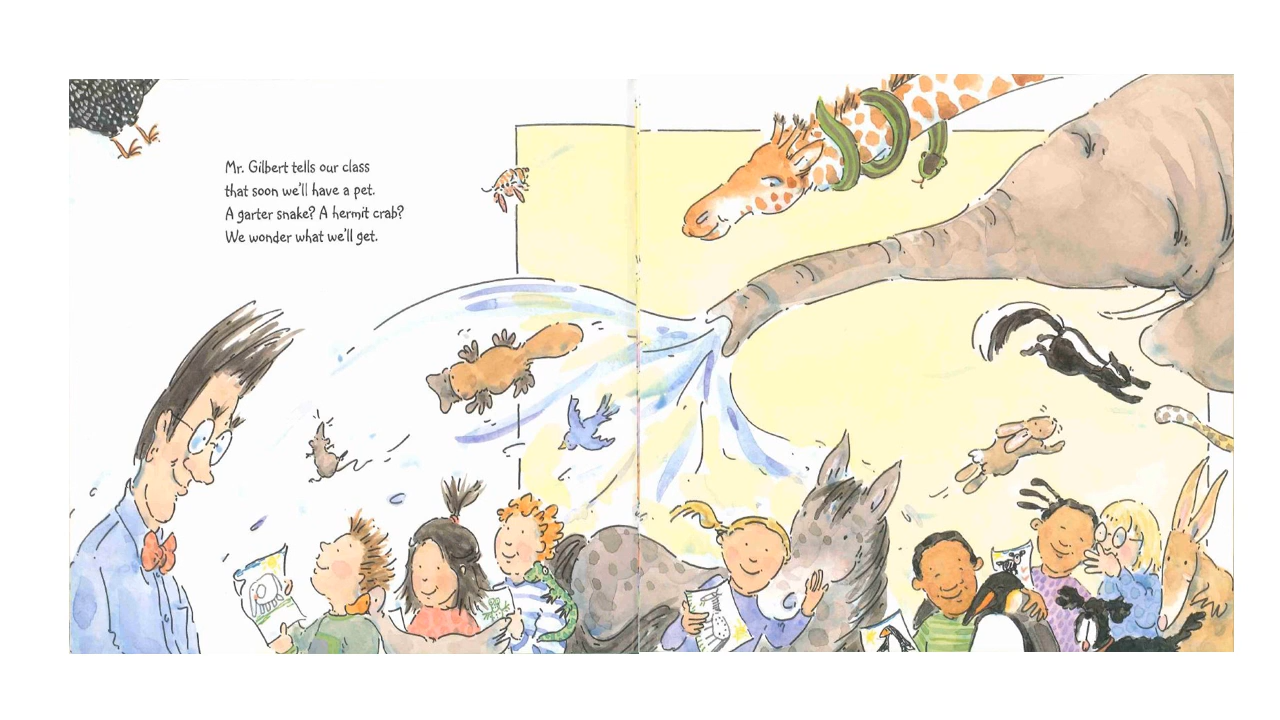 Mr. Gilbert tells our class
that soon we'll have a pet.
A garter snake? A hermit crab?
We wonder what we'll get.